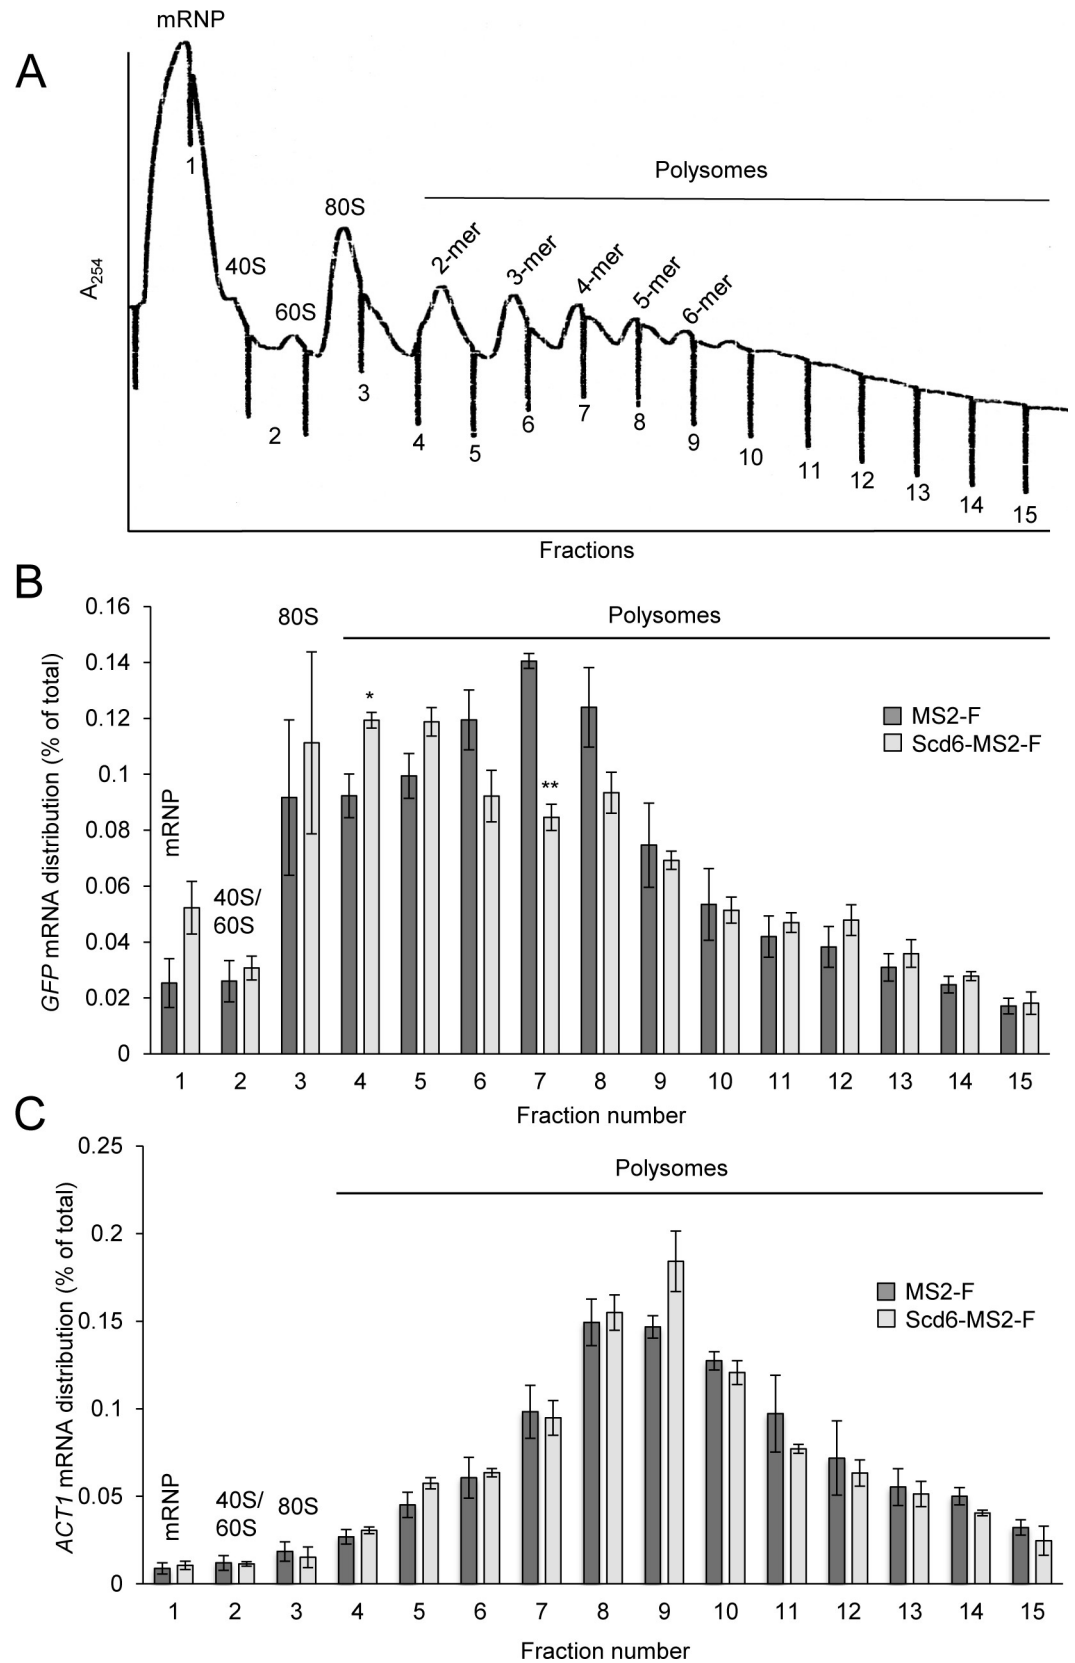 A
mRNP
A254
1
40S
60S
2
80S
3
Polysomes
2-mer
3-mer
4-mer
5-mer
6-mer
4
5
6
7
8
9
10
11
12
13
14
15
Fractions
B
GFP mRNA distribution (% of total)
0.16
0.14
0.12
0.1
0.08
0.06
0.04
0.02
0
mRNP
40S/
60S
80S
Polysomes
*
**
MS2-F
Scd6-MS2-F
1 2 3 4 5 6 7 8 9 10 11 12 13 14 15
Fraction number
C
ACT1 mRNA distribution (% of total)
0.25
0.2
0.15
0.1
0.05
0
mRNP
40S/
60S
80S
Polysomes
MS2-F
Scd6-MS2-F
1 2 3 4 5 6 7 8 9 10 11 12 13 14 15
Fraction number